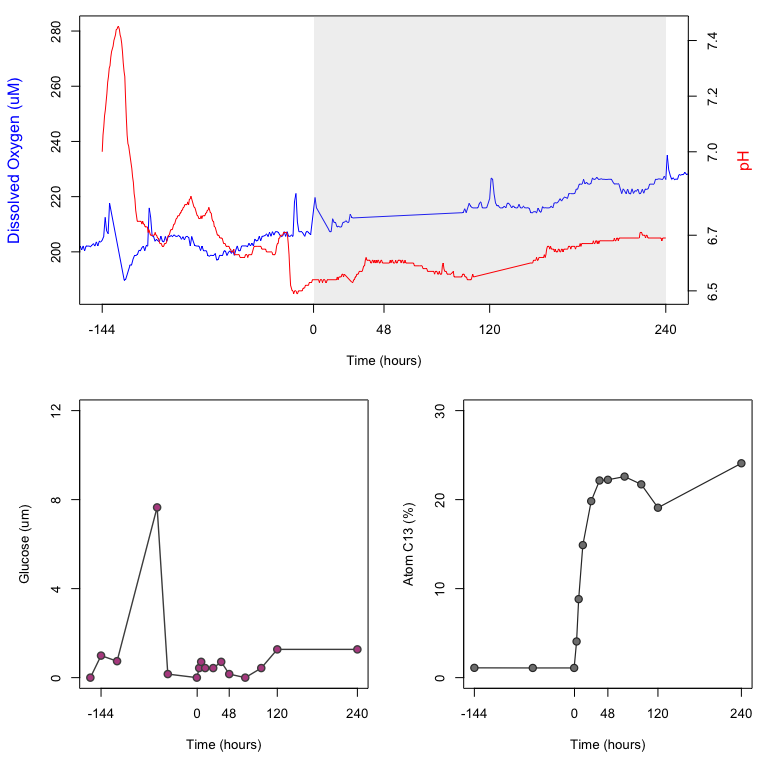 280
260
240
220
200
Dissolved Oxygen (uM)
7.4
7.2
7.0
6.7
6.5
pH
-144 0 48 120 240
Time (hours)
12
8
4
0
Glucose (um)
-144 0 48 120 240
Time (hours)
30
20
10
0
Atom C13 (%)
-144 0 48 120 240
Time (hours)